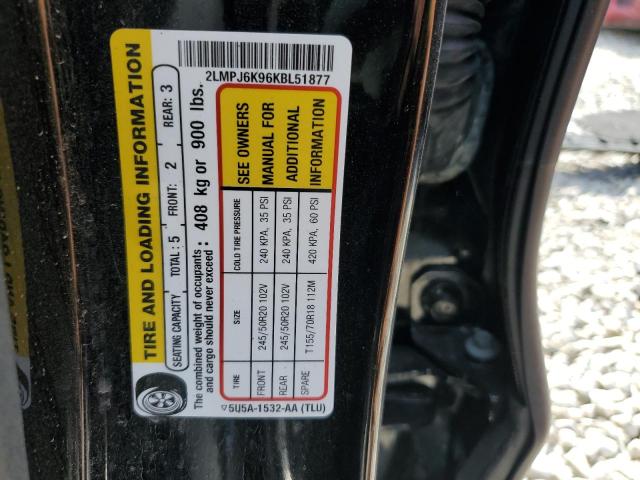 TIRE AND LOADING INFORMATION
SEATING CAPACITY TOTAL: 5 FRONT: 2 REAR: 3
The combined weight of occupants
and cargo should never exceed: 408 kg or 900 lbs.
2LMPJ6K96KBL51877
TIRE SIZE COLD TIRE PRESSURE SEE OWNERS
FRONT 245/50R20 102V 240 KPA, 35 PSI MANUAL FOR
REAR 245/50R20 102V 240 KPA, 35 PSI ADDITIONAL
SPARE T155/70R18 112M 420 KPA, 60 PSI INFORMATION
5U5A-1532-AA (TLU)